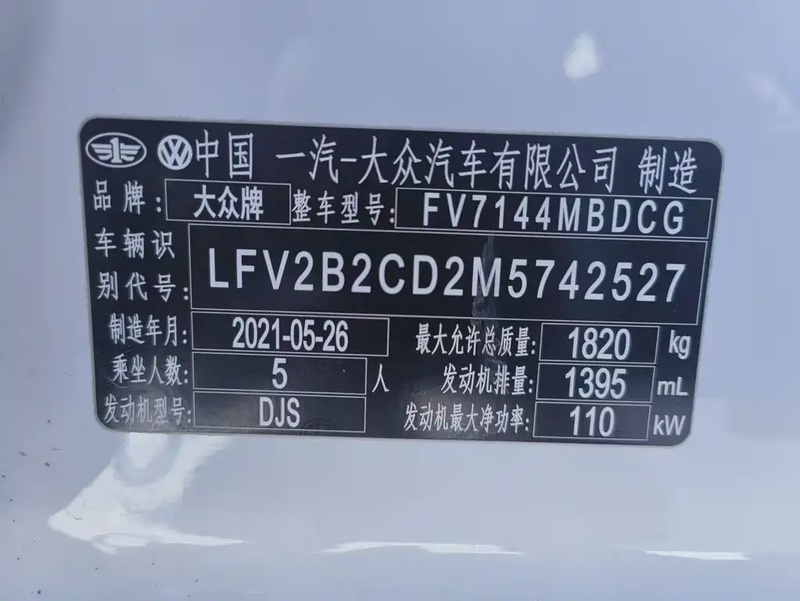 中国 一汽-大众汽车有限公司 制造
品牌: 大众牌 整车型号: FV7144MBDCG
车辆识别代号: LFV2B2CD2M5742527
制造年月: 2021-05-26 最大允许总质量: 1820 kg
乘坐人数: 5 人 发动机排量: 1395 mL
发动机型号: DJS 发动机最大净功率: 110 kW